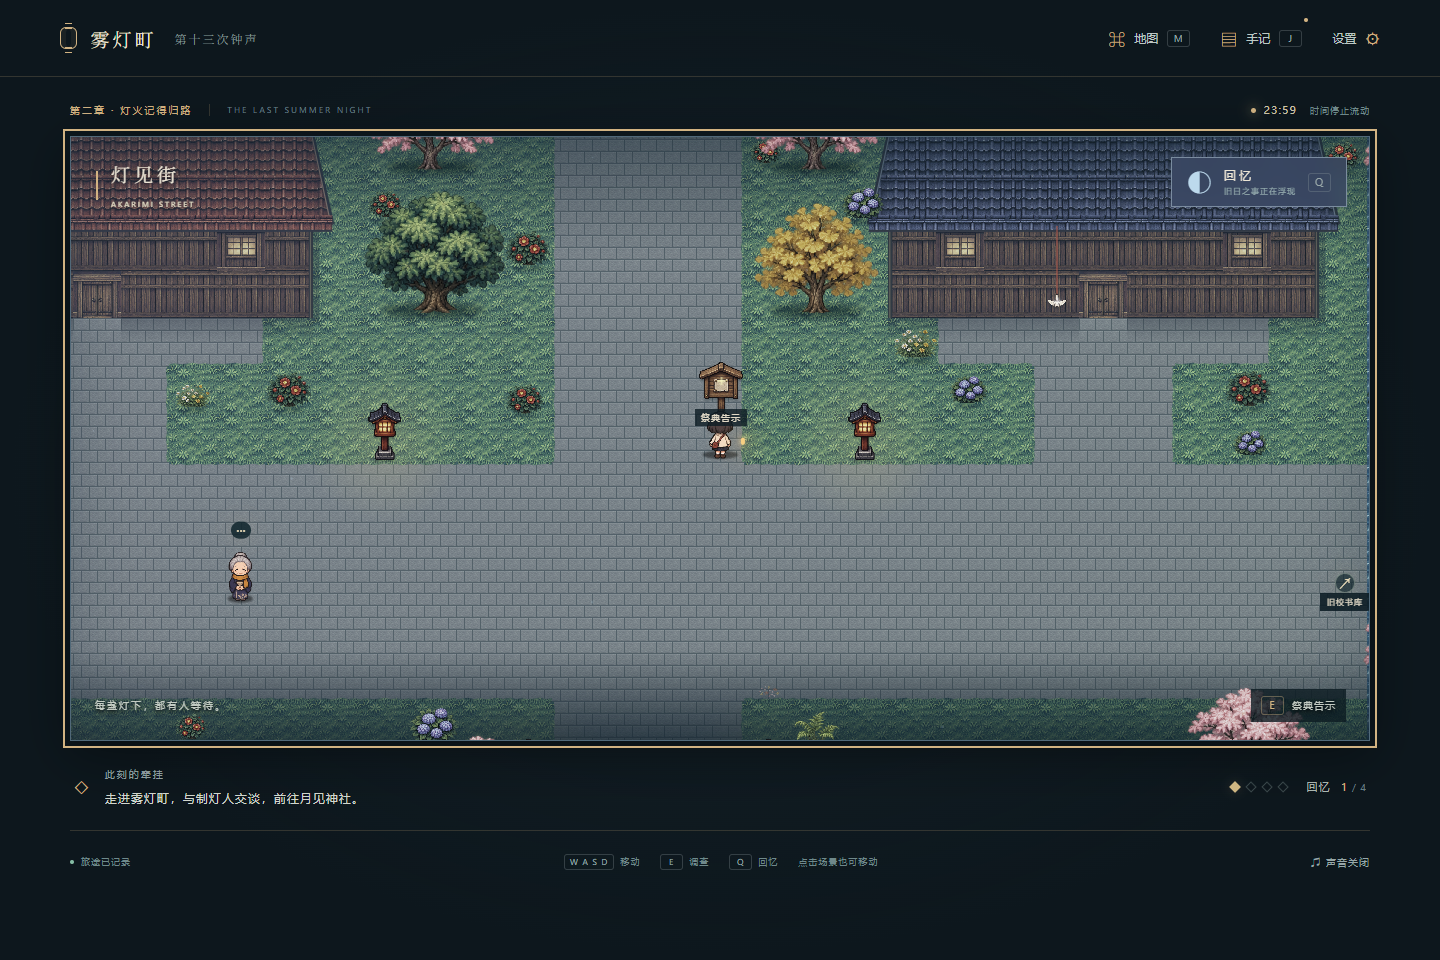 雾灯町 第十三次钟声 地图 M 手记 J 设置
第二章 · 灯火记得归路 THE LAST SUMMER NIGHT 23:59 时间停止流动
灯见街
AKARIMI STREET
回忆 Q
旧日之事正在浮现
祭典告示
...
旧校书库
每盏灯下，都有人等待。
E 祭典告示
此刻的牵挂
走进雾灯町，与制灯人交谈，前往月见神社。
回忆 1 / 4
旅途已记录 W A S D 移动 E 调查 Q 回忆 点击场景也可移动 声音关闭